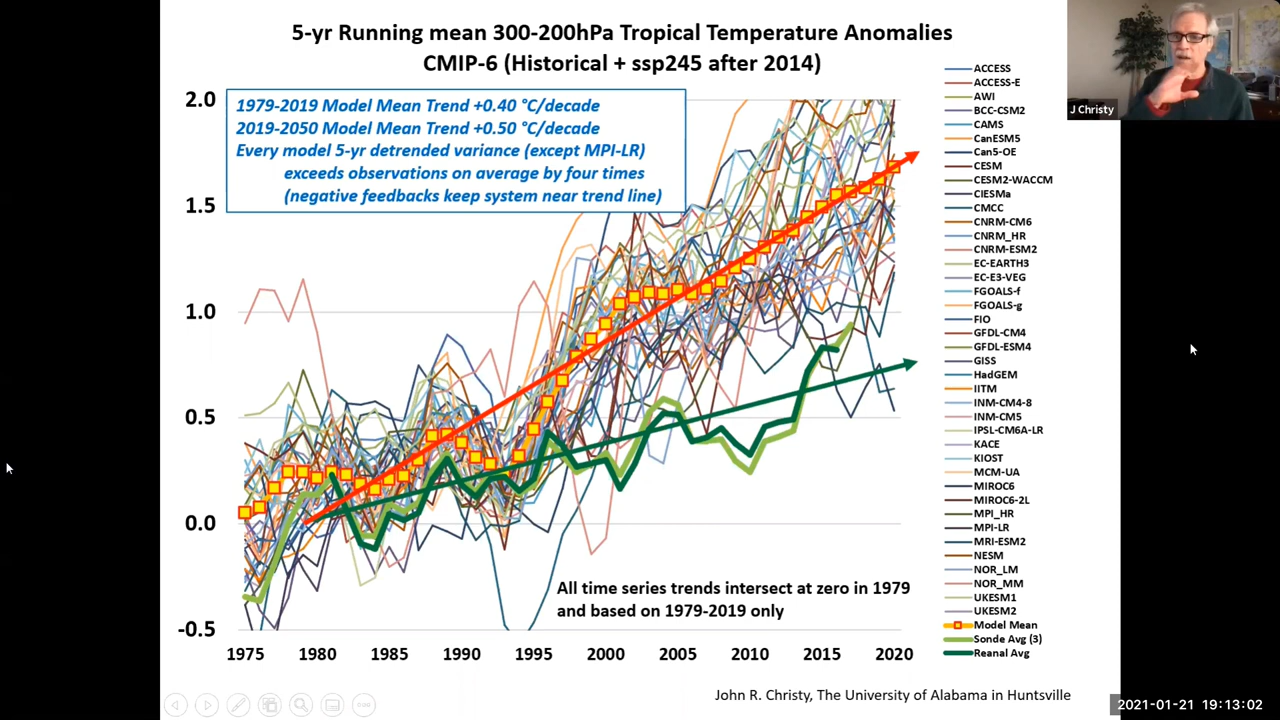 5-yr Running mean 300-200hPa Tropical Temperature Anomalies
CMIP-6 (Historical + ssp245 after 2014)
J Christy
1979-2019 Model Mean Trend +0.40 °C/decade
2019-2050 Model Mean Trend +0.50 °C/decade
Every model 5-yr detrended variance (except MPI-LR)
exceeds observations on average by four times
(negative feedbacks keep system near trend line)
2.0
1.5
1.0
0.5
0.0
-0.5
1975 1980 1985 1990 1995 2000 2005 2010 2015 2020
All time series trends intersect at zero in 1979
and based on 1979-2019 only
ACCESS
ACCESS-E
AWI
BCC-CSM2
CAMS
CanESM5
Can5-OE
CESM
CESM2-WACCM
CIESMa
CMCC
CNRM-CM6
CNRM_HR
CNRM-ESM2
EC-EARTH3
EC-E3-VEG
FGOALS-f
FGOALS-g
FIO
GFDL-CM4
GFDL-ESM4
GISS
HadGEM
IITM
INM-CM4-8
INM-CM5
IPSL-CM6A-LR
KACE
KIOST
MCM-UA
MIROC6
MIROC6-2L
MPI_HR
MPI-LR
MRI-ESM2
NESM
NOR_LM
NOR_MM
UKESM1
UKESM2
Model Mean
Sonde Avg (3)
Reanal Avg
John R. Christy, The University of Alabama in Huntsville
2021-01-21 19:13:02